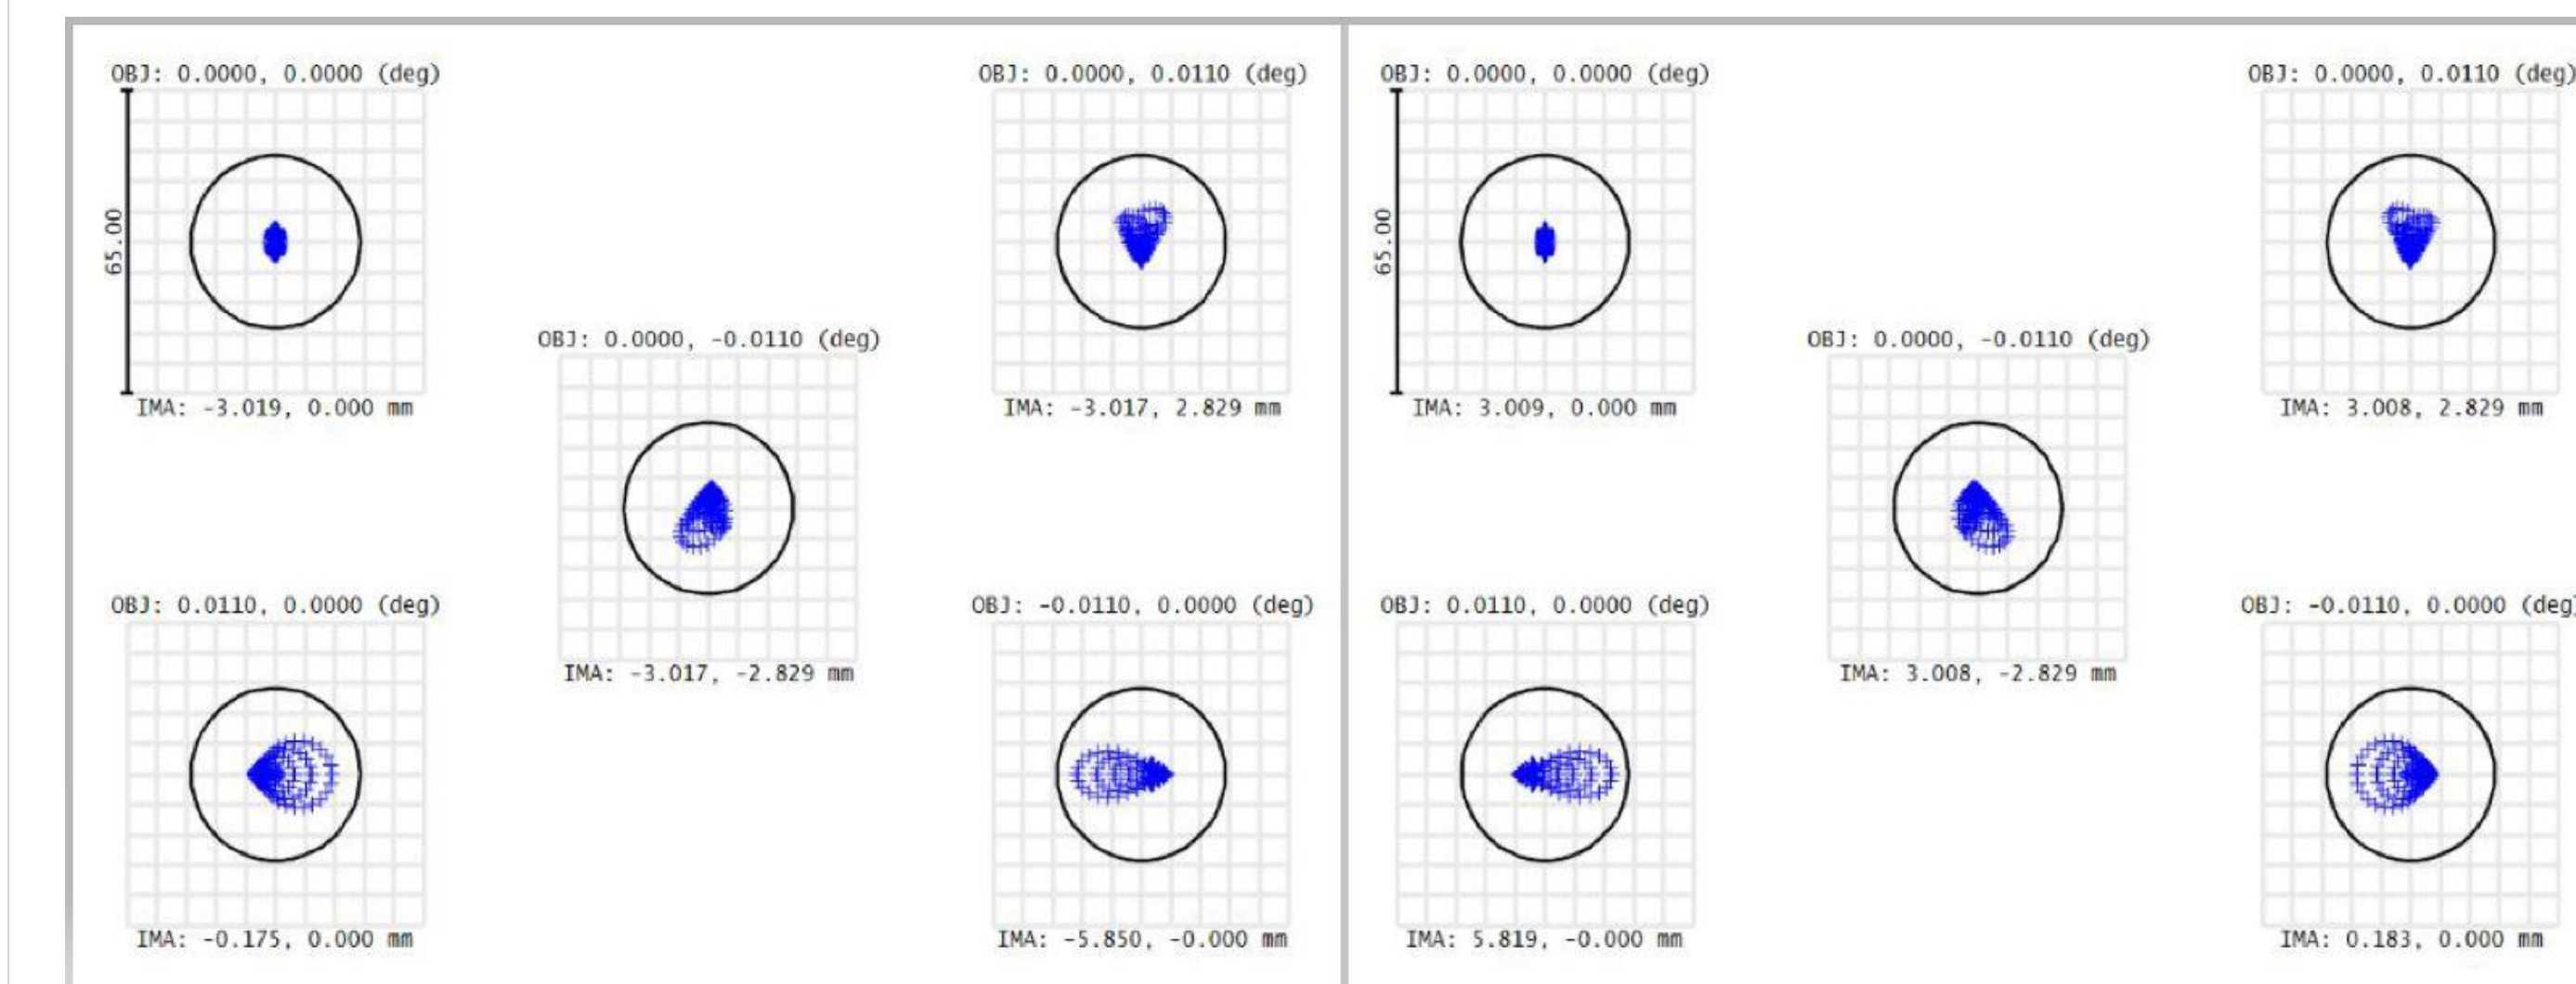 OBJ: 0.0000, 0.0000 (deg)
65.00
IMA: -3.019, 0.000 mm
OBJ: 0.0000, 0.0110 (deg)
IMA: -3.017, 2.829 mm
OBJ: 0.0000, -0.0110 (deg)
IMA: -3.017, -2.829 mm
OBJ: 0.0110, 0.0000 (deg)
IMA: -0.175, 0.000 mm
OBJ: -0.0110, 0.0000 (deg)
IMA: -5.850, -0.000 mm
OBJ: 0.0000, 0.0000 (deg)
65.00
IMA: 3.009, 0.000 mm
OBJ: 0.0000, 0.0110 (deg)
IMA: 3.008, 2.829 mm
OBJ: 0.0000, -0.0110 (deg)
IMA: 3.008, -2.829 mm
OBJ: 0.0110, 0.0000 (deg)
IMA: 5.819, -0.000 mm
OBJ: -0.0110, 0.0000 (deg)
IMA: 0.183, 0.000 mm